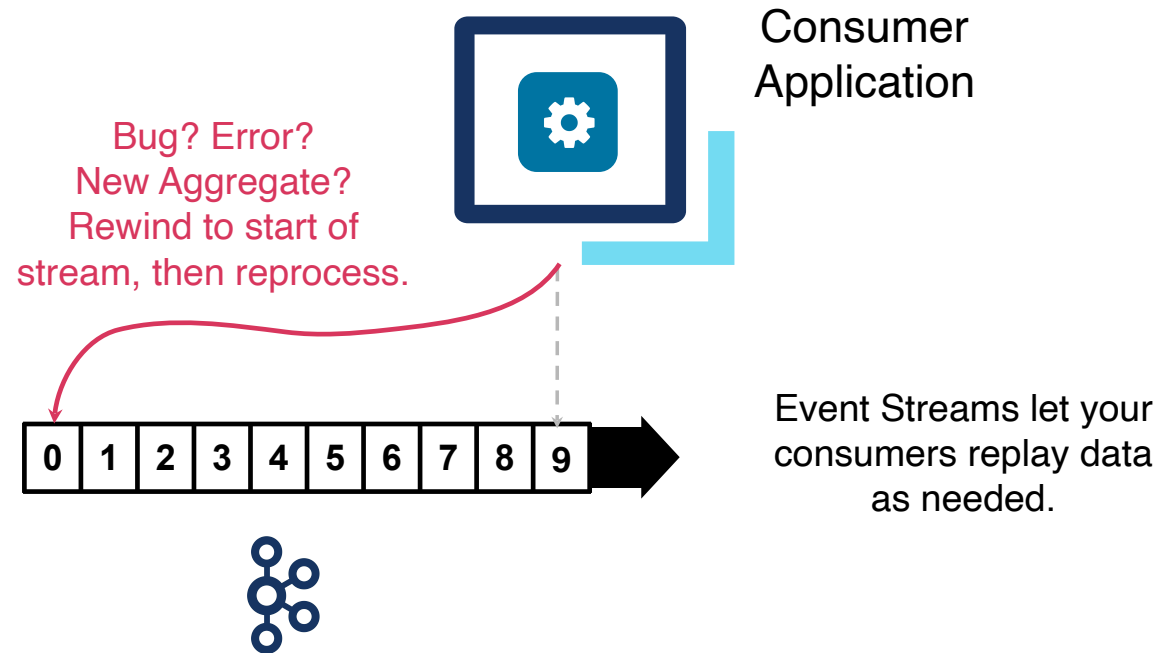 Consumer
Application
Bug? Error?
New Aggregate?
Rewind to start of
stream, then reprocess.
0 1 2 3 4 5 6 7 8 9
Event Streams let your
consumers replay data
as needed.